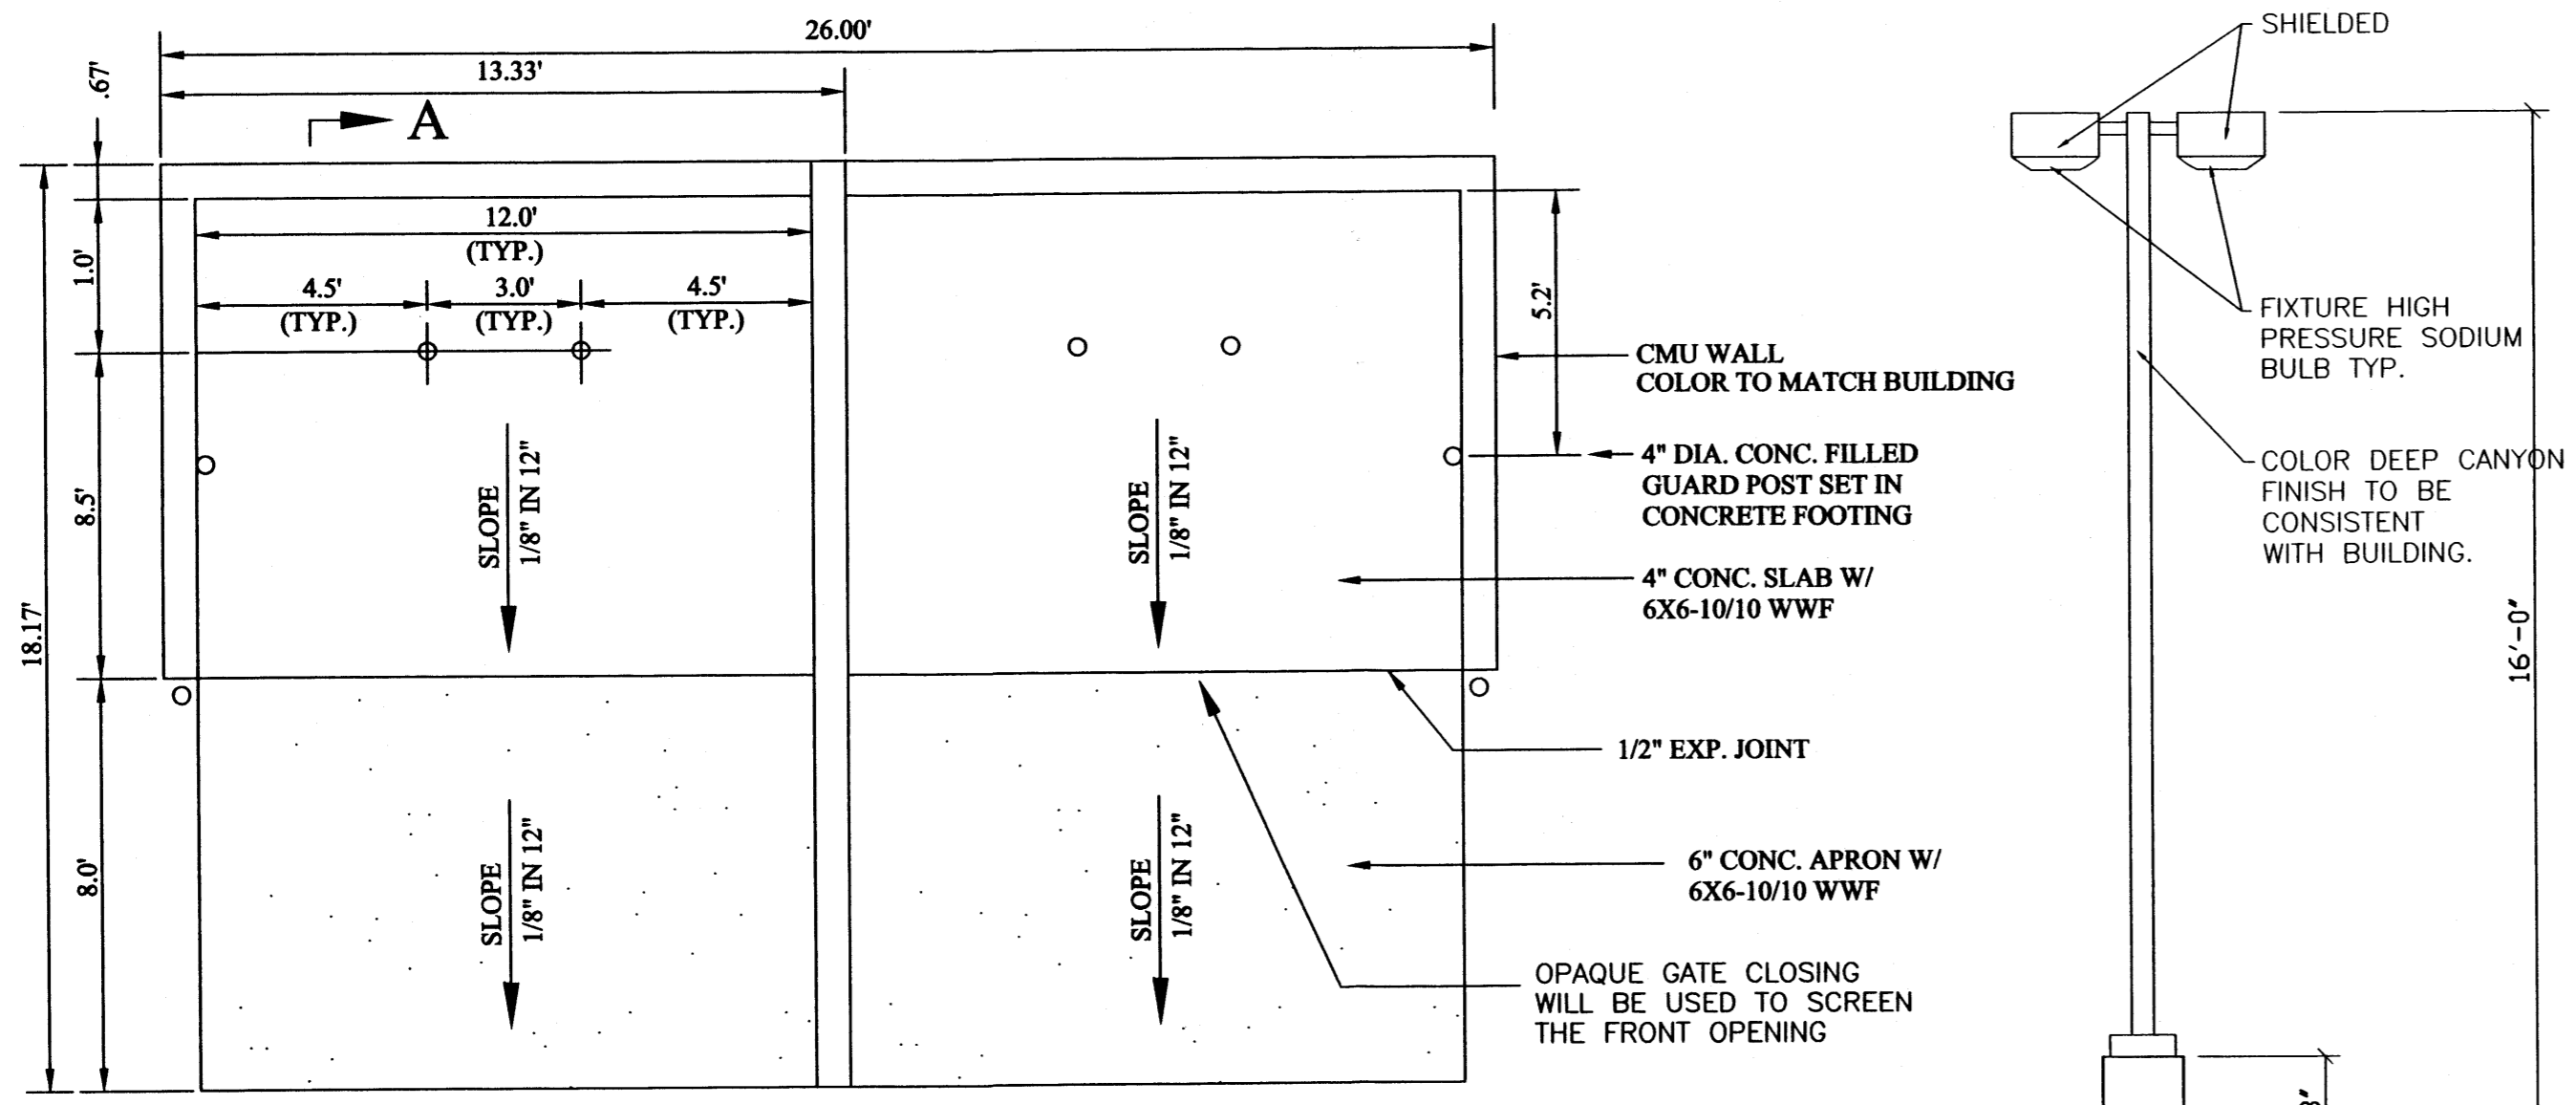 26.00'
13.33'
.67'
A
12.0'
(TYP.)
4.5'
(TYP.)
3.0'
(TYP.)
4.5'
(TYP.)
1.0'
8.5'
18.17'
8.0'
5.2'
SLOPE
1/8" IN 12"
SLOPE
1/8" IN 12"
SLOPE
1/8" IN 12"
SLOPE
1/8" IN 12"
CMU WALL
COLOR TO MATCH BUILDING
4" DIA. CONC. FILLED
GUARD POST SET IN
CONCRETE FOOTING
4" CONC. SLAB W/
6X6-10/10 WWF
1/2" EXP. JOINT
6" CONC. APRON W/
6X6-10/10 WWF
OPAQUE GATE CLOSING
WILL BE USED TO SCREEN
THE FRONT OPENING
SHIELDED
FIXTURE HIGH
PRESSURE SODIUM
BULB TYP.
COLOR DEEP CANYON
FINISH TO BE
CONSISTENT
WITH BUILDING.
16'-0"